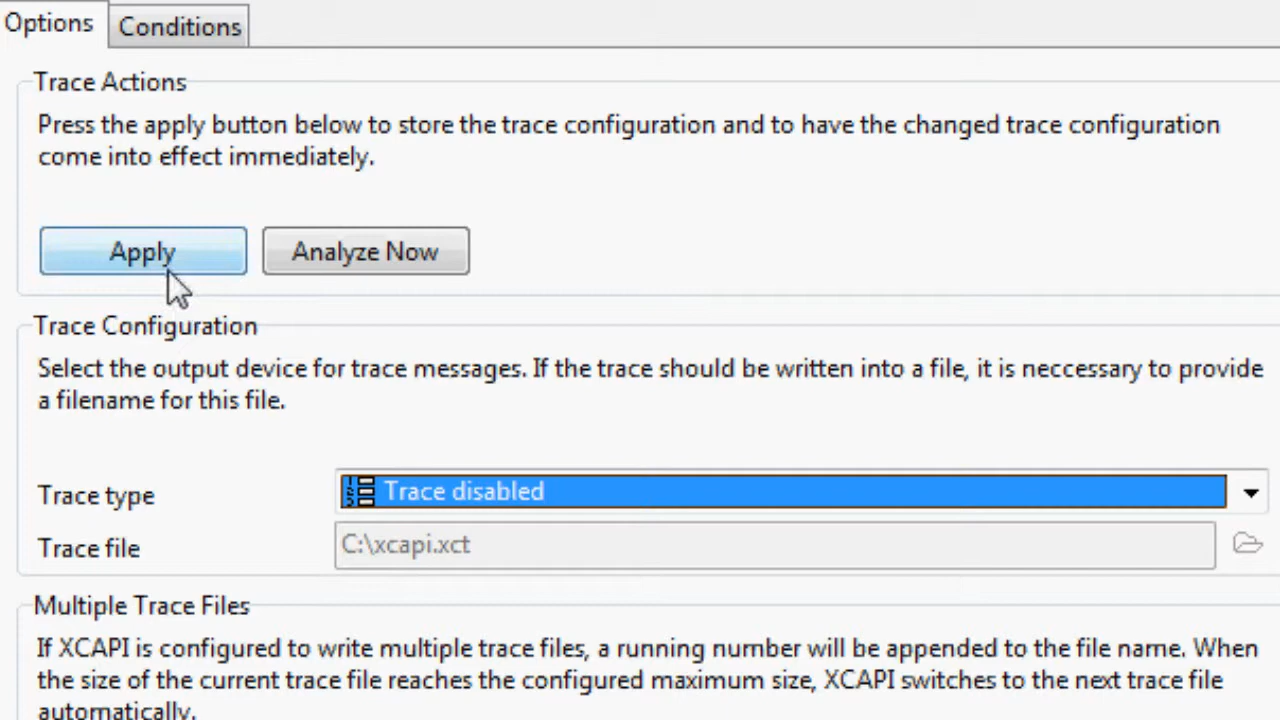 Options
Conditions
Trace Actions
Press the apply button below to store the trace configuration and to have the changed trace configuration
come into effect immediately.
Apply
Analyze Now
Trace Configuration
Select the output device for trace messages. If the trace should be written into a file, it is neccessary to provide
a filename for this file.
Trace type
Trace disabled
Trace file
C:\xcapi.xct
Multiple Trace Files
If XCAPI is configured to write multiple trace files, a running number will be appended to the file name. When
the size of the current trace file reaches the configured maximum size, XCAPI switches to the next trace file
automatically.